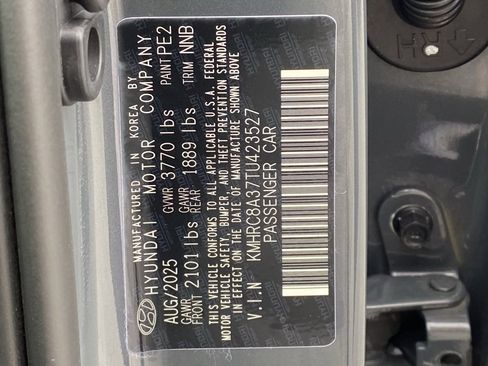 MANUFACTURED IN KOREA BY
HYUNDAI MOTOR COMPANY
AUG/2025 GVWR 3770 lbs PAINT PE2
GAWR FRONT 2101 lbs GAWR REAR 1889 lbs TRIM NNB
THIS VEHICLE CONFORMS TO ALL APPLICABLE U.S.A. FEDERAL
MOTOR VEHICLE SAFETY, BUMPER, AND THEFT PREVENTION STANDARDS
IN EFFECT ON THE DATE OF MANUFACTURE SHOWN ABOVE
V.I.N KMHRC8A37TU423527
PASSENGER CAR